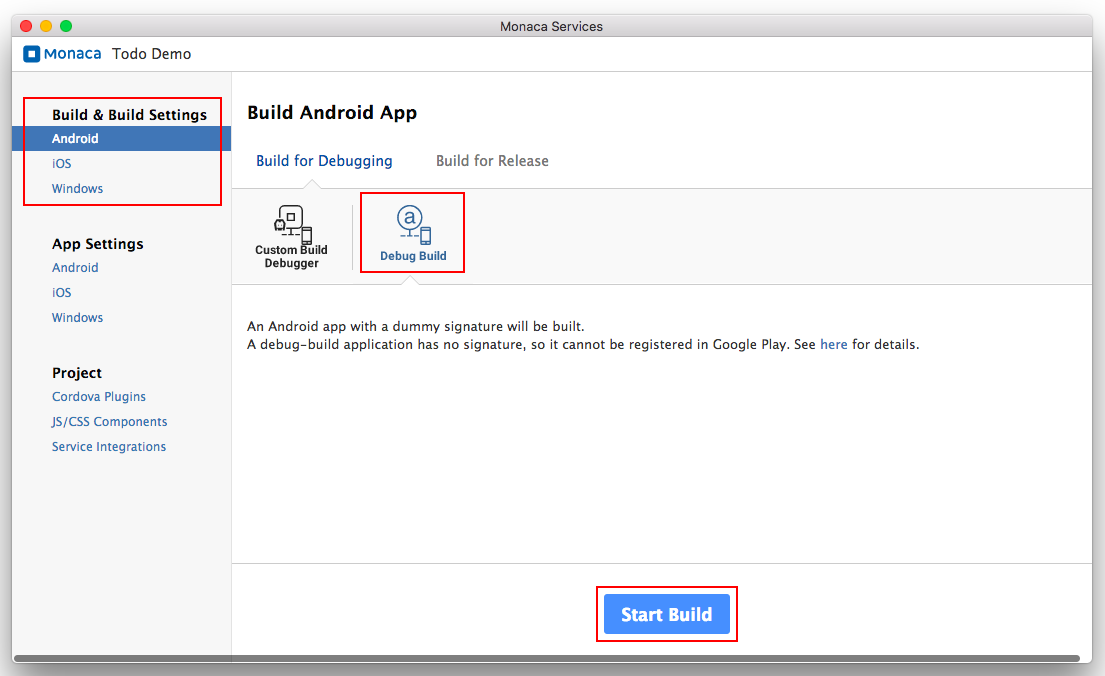 Monaca Services
Monaca Todo Demo
Build & Build Settings
Android
iOS
Windows
App Settings
Android
iOS
Windows
Project
Cordova Plugins
JS/CSS Components
Service Integrations
Build Android App
Build for Debugging Build for Release
Custom Build
Debugger
a
Debug Build
An Android app with a dummy signature will be built.
A debug-build application has no signature, so it cannot be registered in Google Play. See here for details.
Start Build